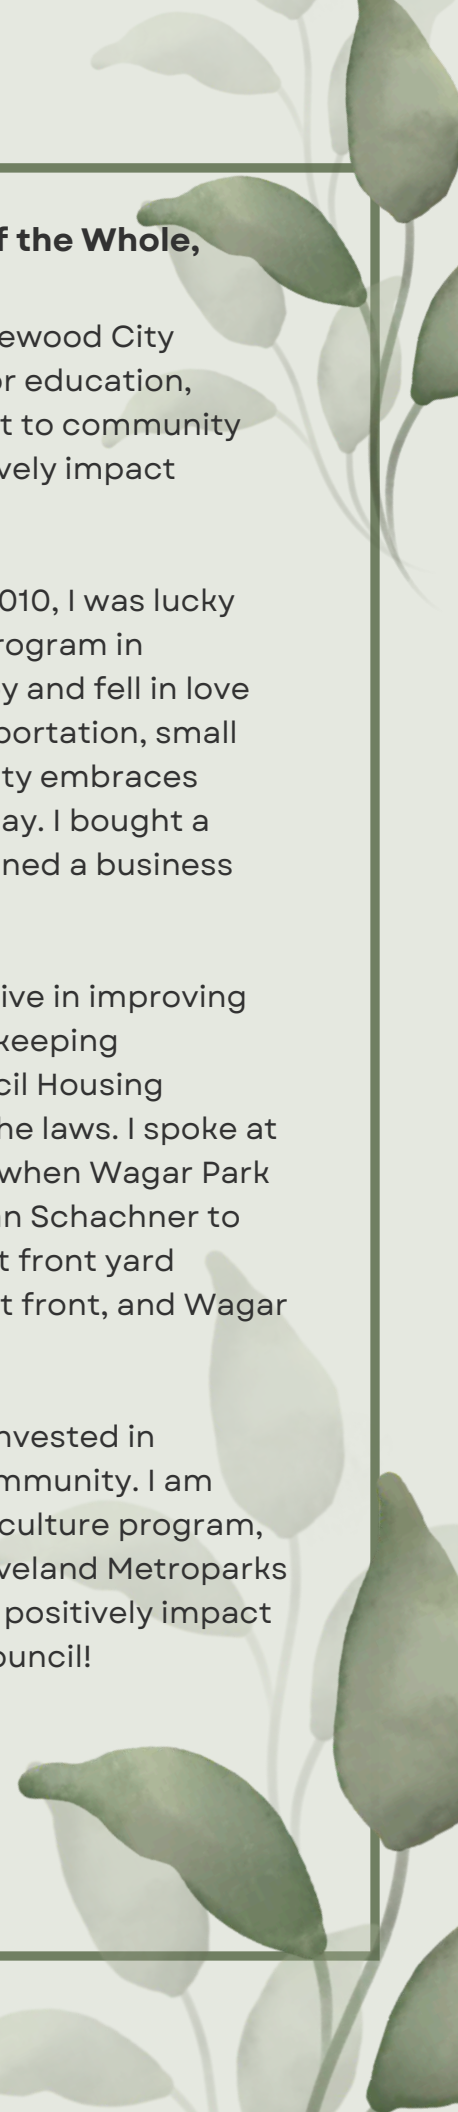 f the Whole,
ewood City
or education,
t to community
vely impact
010, I was lucky
rogram in
y and fell in love
portation, small
ty embraces
ay. I bought a
ned a business
ive in improving
keeping
cil Housing
he laws. I spoke at
when Wagar Park
an Schachner to
t front yard
t front, and Wagar
nvested in
mmunity. I am
culture program,
veland Metroparks
positively impact
ouncil!